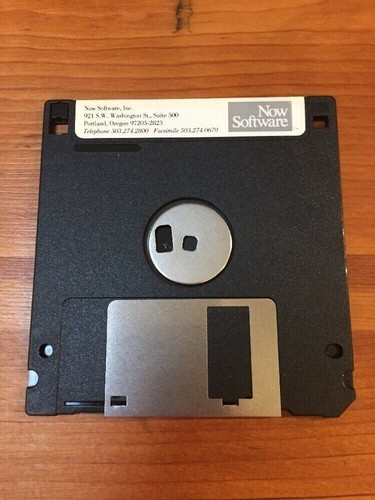 Now Software, Inc.
921 S.W. Washington St., Suite 500
Portland, Oregon 97205-2823
Telephone 503.274.2800 Facsimile 503.274.0670
Now
Software